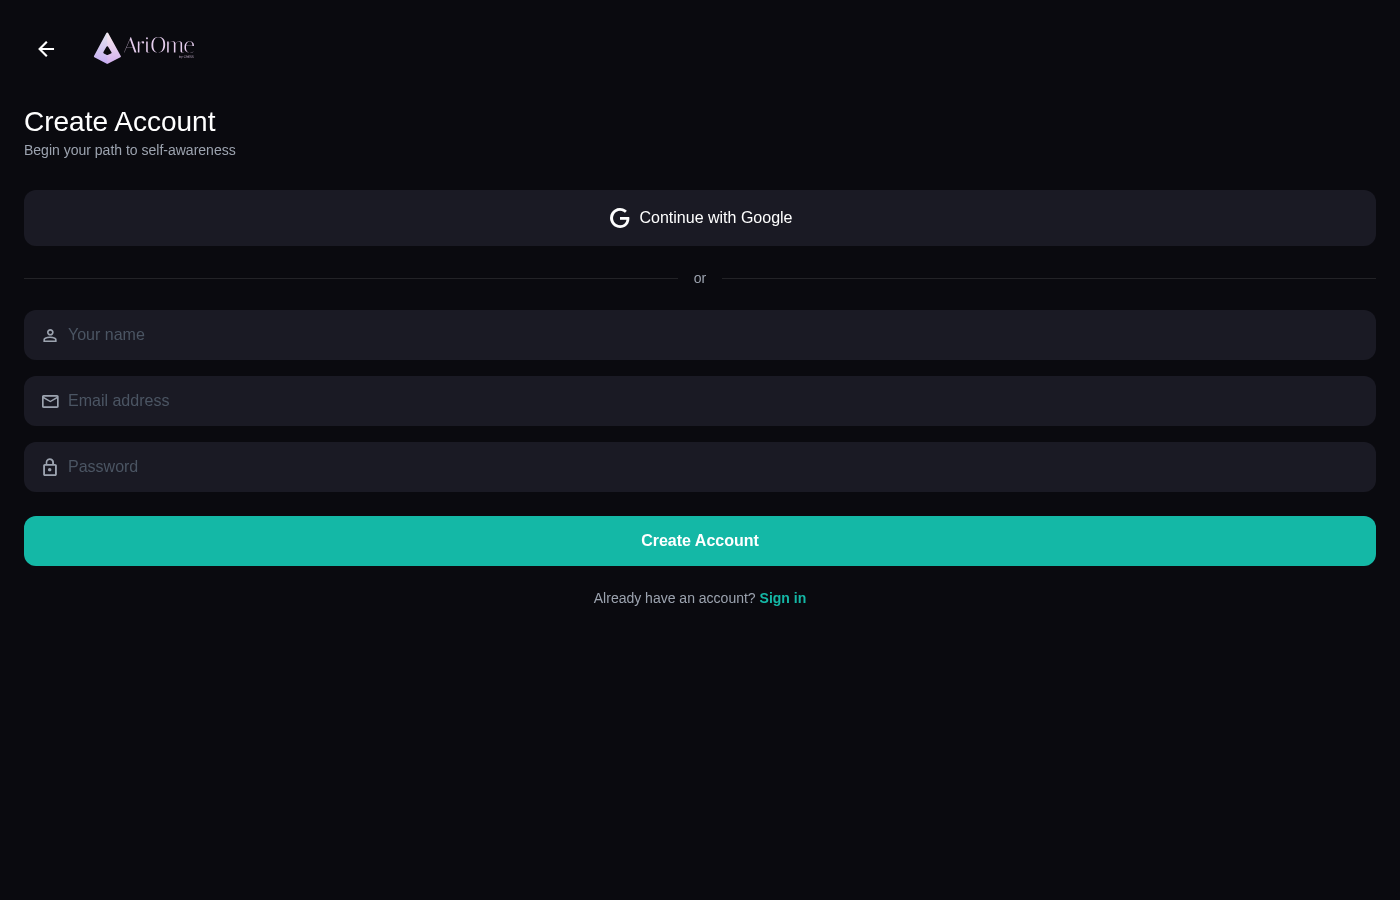 AriOme
Create Account
Begin your path to self-awareness
Continue with Google
or
Your name
Email address
Password
Create Account
Already have an account? Sign in